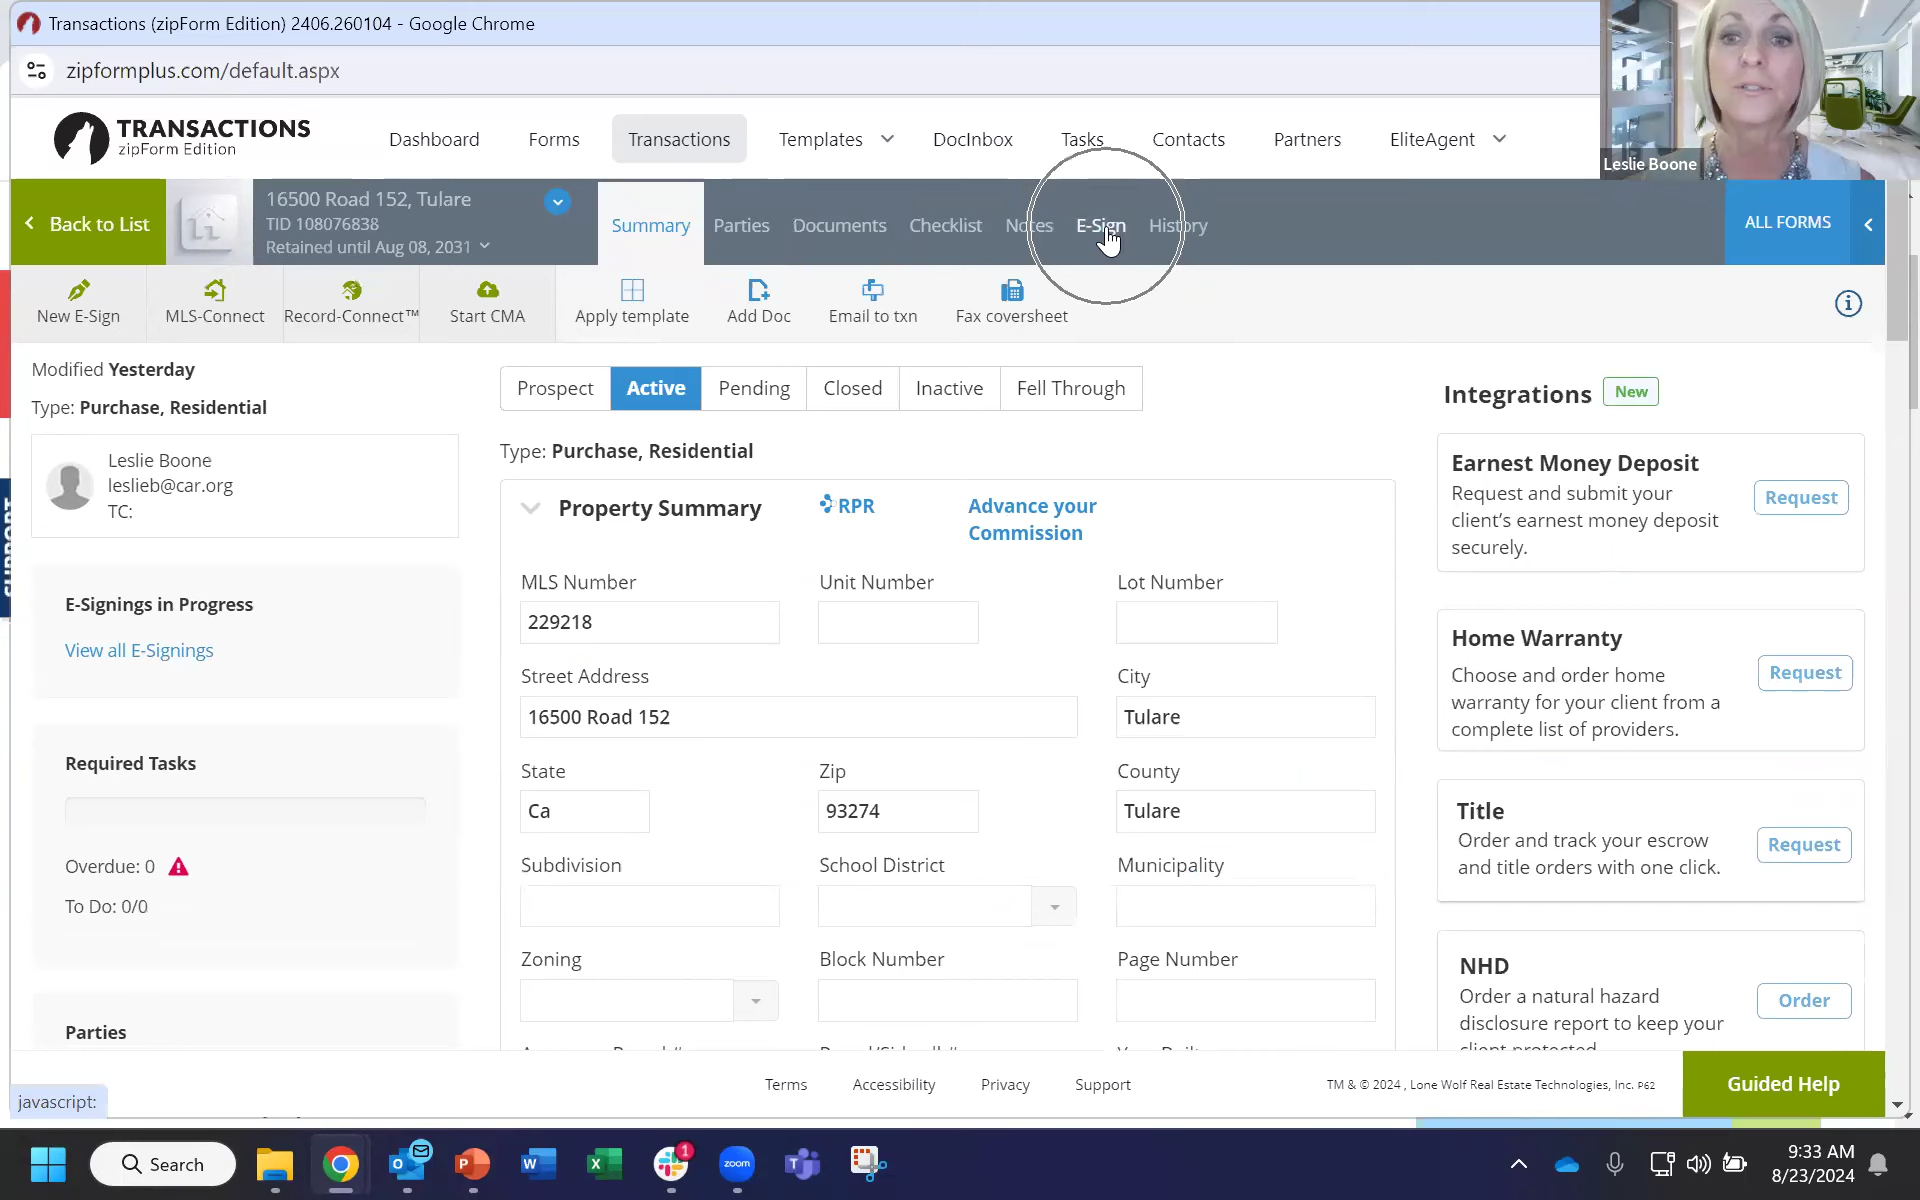 Transactions (zipForm Edition) 2406.260104 - Google Chrome
zipformplus.com/default.aspx
TRANSACTIONS
zipForm Edition
Dashboard
Forms
Transactions
Templates
DocInbox
Tasks
Contacts
Partners
EliteAgent
Leslie Boone
Back to List
16500 Road 152, Tulare
TID 108076838
Retained until Aug 08, 2031
Summary
Parties
Documents
Checklist
Notes
E-Sign
History
ALL FORMS
New E-Sign
MLS-Connect
Record-Connect™
Start CMA
Apply template
Add Doc
Email to txn
Fax coversheet
SUPPORT
Modified Yesterday
Type: Purchase, Residential
Leslie Boone
leslieb@car.org
TC:
E-Signings in Progress
View all E-Signings
Required Tasks
Overdue: 0
To Do: 0/0
Parties
Prospect
Active
Pending
Closed
Inactive
Fell Through
Type: Purchase, Residential
Property Summary
RPR
Advance your
Commission
MLS Number
Unit Number
Lot Number
229218
Street Address
City
16500 Road 152
Tulare
State
Zip
County
Ca
93274
Tulare
Subdivision
School District
Municipality
Zoning
Block Number
Page Number
Integrations
New
Earnest Money Deposit
Request and submit your
client's earnest money deposit
securely.
Request
Home Warranty
Choose and order home
warranty for your client from a
complete list of providers.
Request
Title
Order and track your escrow
and title orders with one click.
Request
NHD
Order a natural hazard
disclosure report to keep your
client protected.
Order
Terms
Accessibility
Privacy
Support
TM & © 2024 , Lone Wolf Real Estate Technologies, Inc. P62
Guided Help
javascript:
Search
1
zoom
9:33 AM
8/23/2024